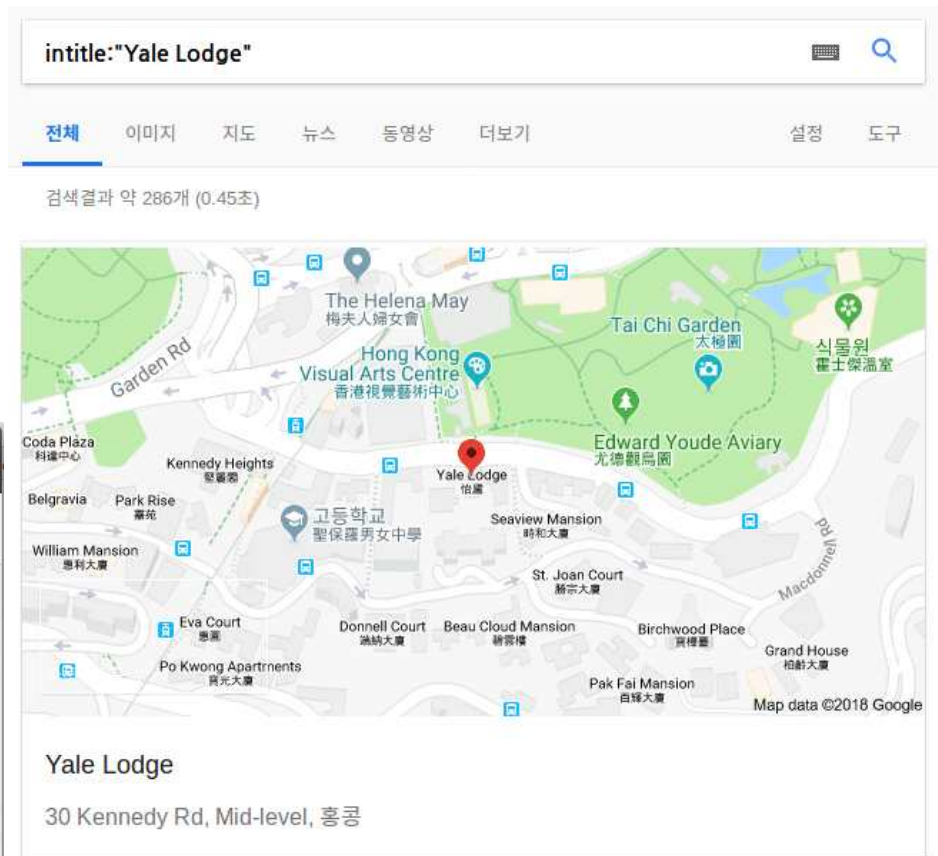 intitle:"Yale Lodge"
전체 이미지 지도 뉴스 동영상 더보기 설정 도구
검색결과 약 286개 (0.45초)
The Helena May
梅夫人婦女會
Garden Rd
Hong Kong
Visual Arts Centre
香港視覺藝術中心
Tai Chi Garden
太極園
식물원
霍士傑溫室
Edward Youde Aviary
尤德觀鳥園
Coda Plaza
科達中心
Kennedy Heights
堅麗閣
Yale Lodge
怡廬
Belgravia
Park Rise
嘉苑
고등학교
聖保羅男女中學
Seaview Mansion
時和大廈
William Mansion
惠利大廈
Macdonnell Rd
St. Joan Court
勝宗大廈
Eva Court
惠園
Donnell Court
端納大廈
Beau Cloud Mansion
碧雲樓
Birchwood Place
寶樺臺
Grand House
柏齡大廈
Po Kwong Apartments
寶光大廈
Pak Fai Mansion
百輝大廈
Map data ©2018 Google
Yale Lodge
30 Kennedy Rd, Mid-level, 홍콩